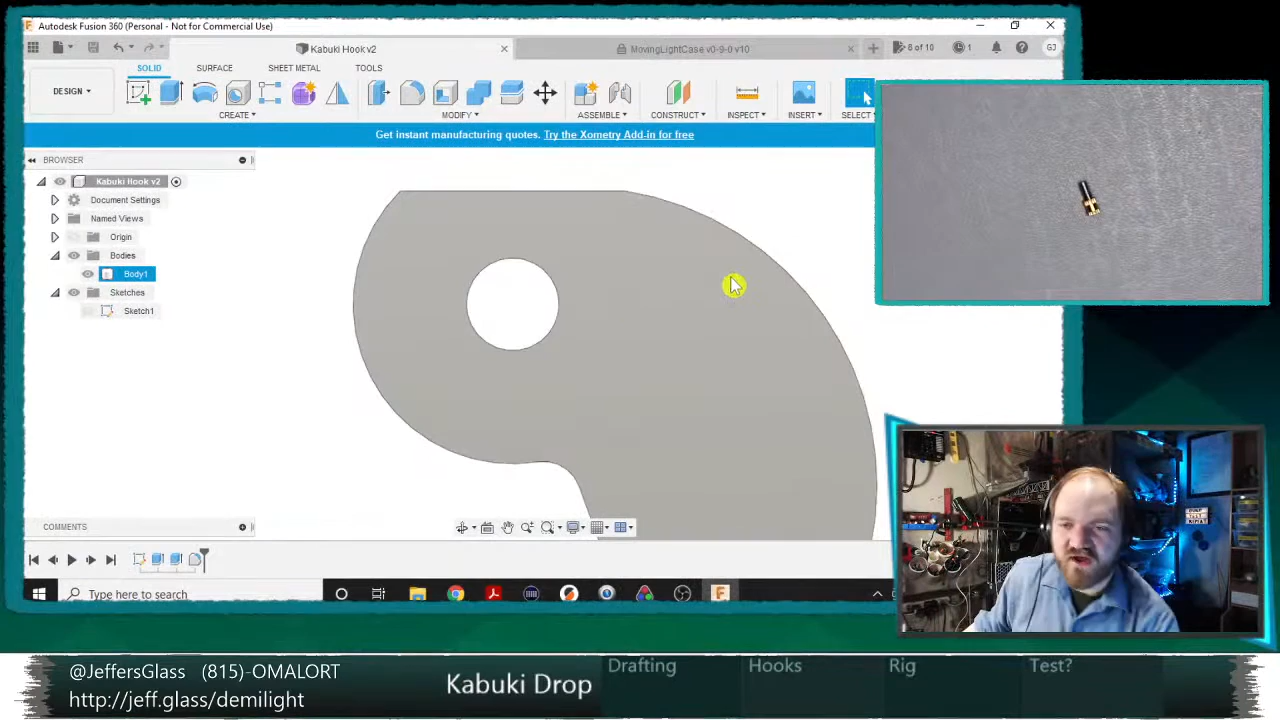 Autodesk Fusion 360 (Personal - Not for Commercial Use)
Kabuki Hook v2
MovingLightCase v0-9-0 v10
8 of 10
1
GJ
SOLID
SURFACE
SHEET METAL
TOOLS
DESIGN
CREATE
MODIFY
ASSEMBLE
CONSTRUCT
INSPECT
INSERT
SELECT
Get instant manufacturing quotes. Try the Xometry Add-in for free
BROWSER
Kabuki Hook v2
Document Settings
Named Views
Origin
Bodies
Body1
Sketches
Sketch1
COMMENTS
Type here to search
@JeffersGlass (815)-OMALORT
http://jeff.glass/demilight
Kabuki Drop
Drafting
Hooks
Rig
Test?